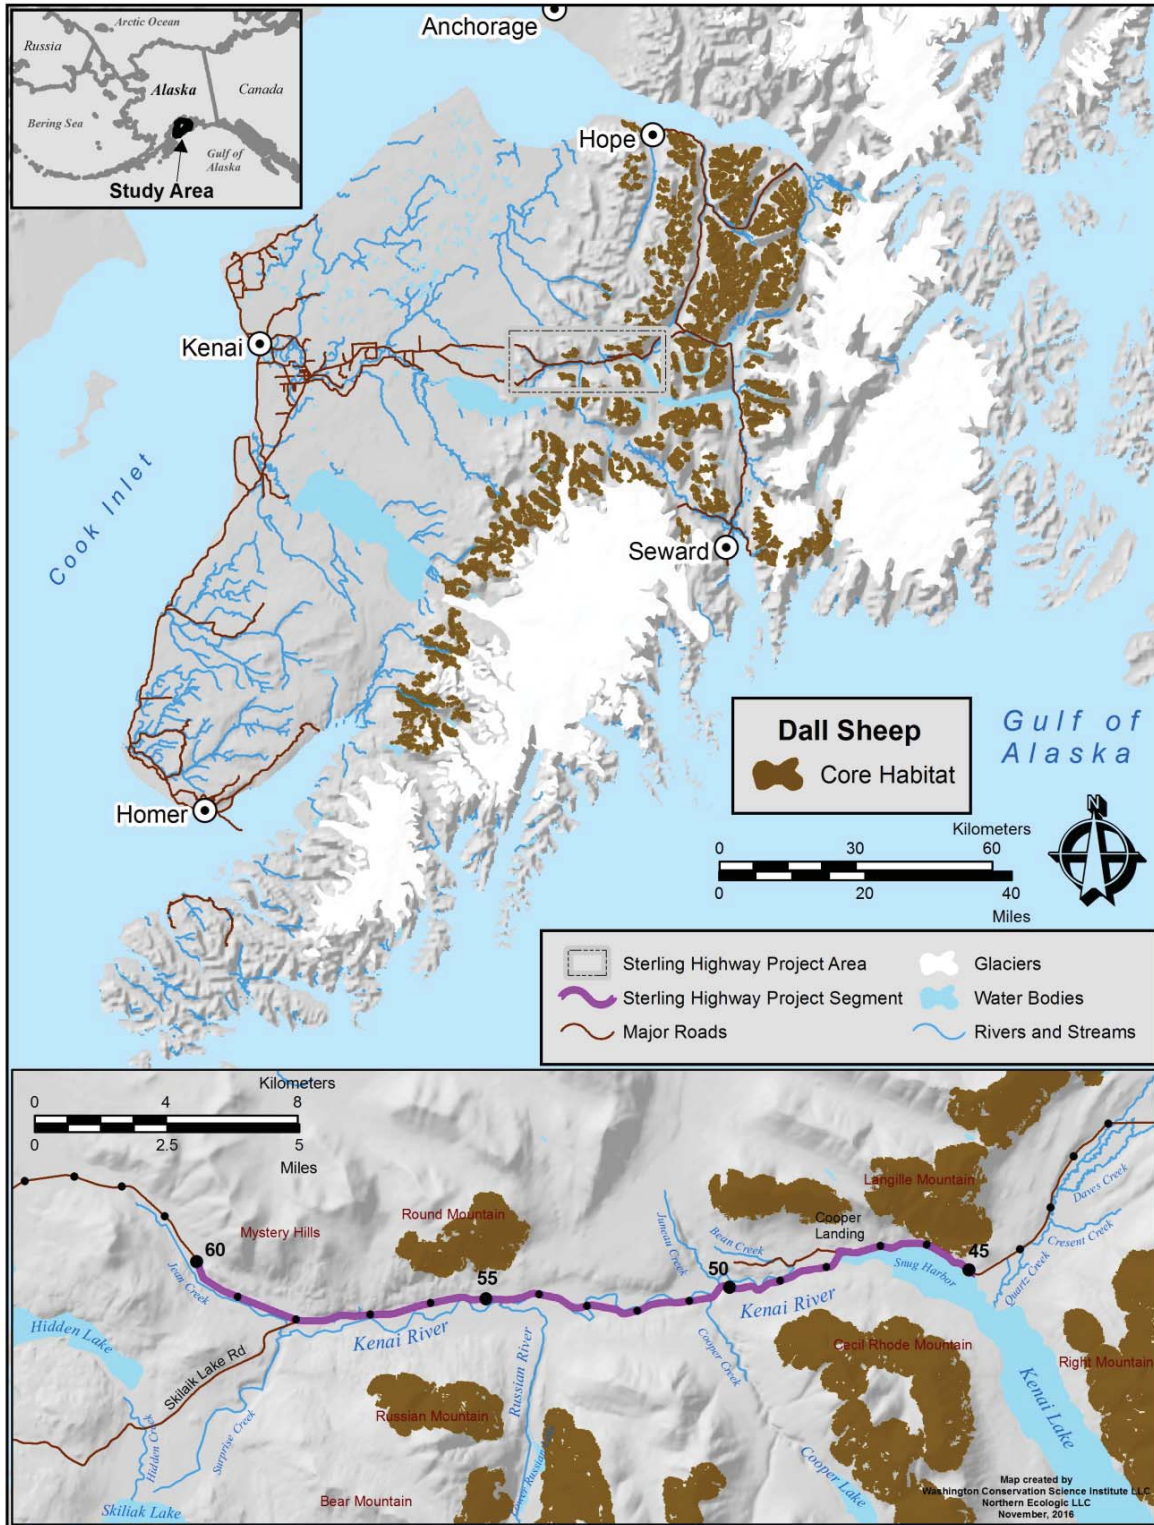 Anchorage
Arctic Ocean
Russia
Alaska
Canada
Bering Sea
Gulf of
Alaska
Study Area
Hope
Kenai
Cook Inlet
Seward
Homer
Dall Sheep
Core Habitat
Gulf of
Alaska
Kilometers
0 30 60
0 20 40
Miles
N
Sterling Highway Project Area
Sterling Highway Project Segment
Major Roads
Glaciers
Water Bodies
Rivers and Streams
Kilometers
0 4 8
0 2.5 5
Miles
Langille Mountain
Daves Creek
Round Mountain
Mystery Hills
Juneau Creek
Bean Creek
Cooper
Landing
Cresent Creek
60
55
50
45
Jean Creek
Snug Harbor
Quartz Creek
Kenai River
Kenai River
Hidden Lake
Skilaik Lake Rd
Cooper Creek
Cecil Rhode Mountain
Right Mountain
Russian River
Kenai Lake
Russian Mountain
Surprise Creek
Hidden Creek
Lower Russian
Cooper Lake
Bear Mountain
Skiliak Lake
Map created by
Washington Conservation Science Institute LLC
Northern Ecologic LLC
November, 2016